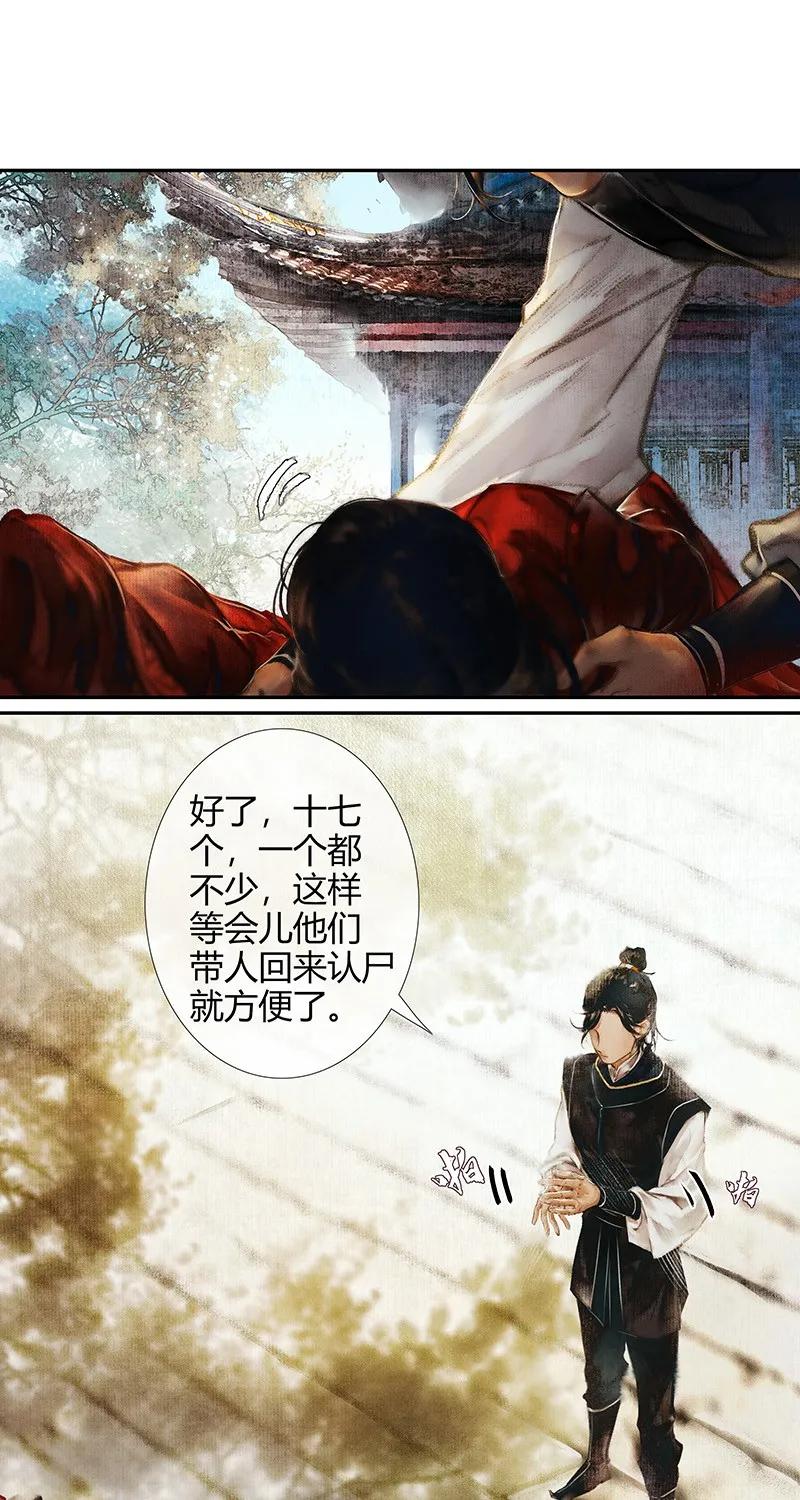 好了，十七
个，一个都
不少，这样
等会儿他们
带人回来认尸
就方便了。
拍
啪